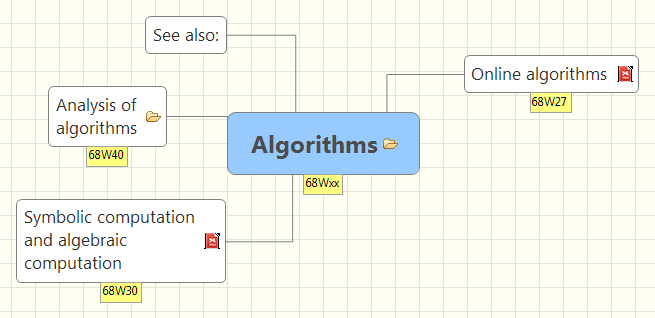 See also:
Online algorithms
68W27
Analysis of
algorithms
68W40
Algorithms
68Wxx
Symbolic computation
and algebraic
computation
68W30